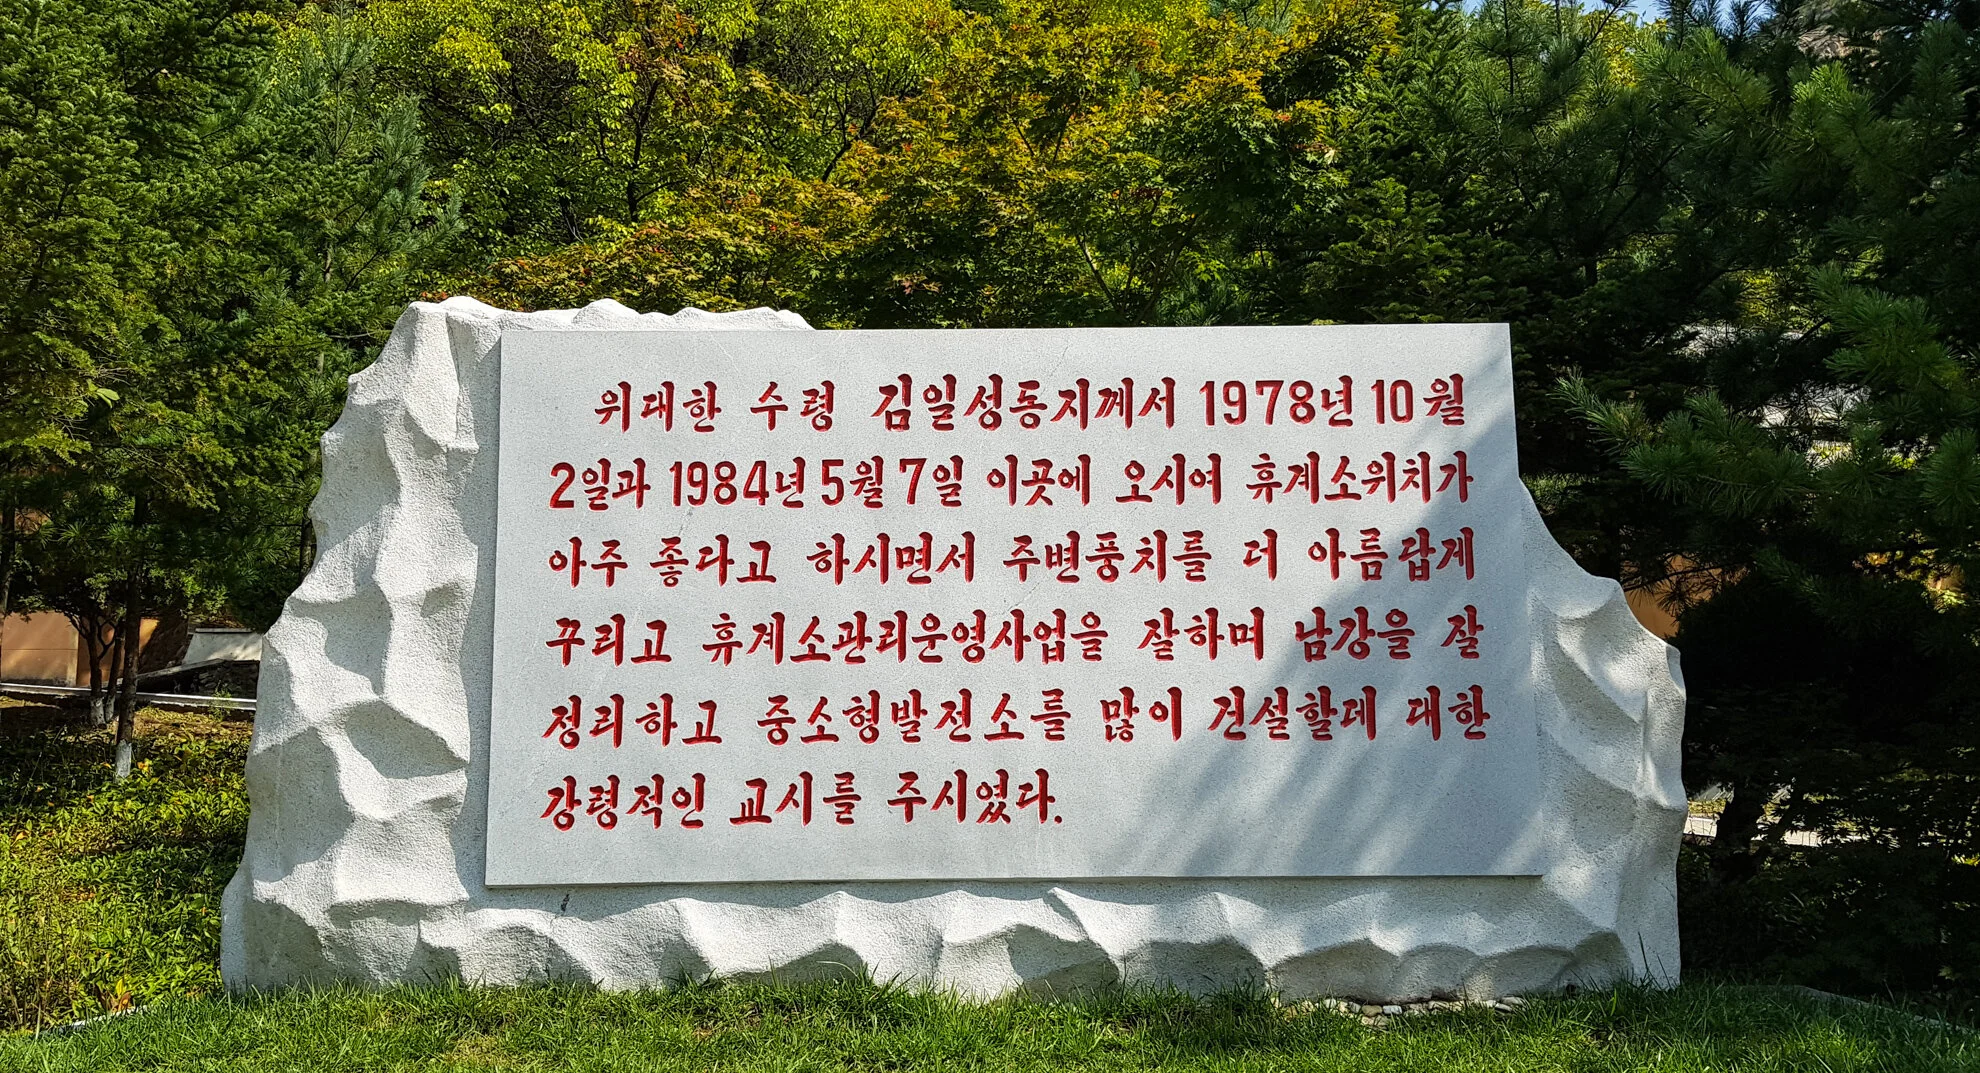 위대한 수령 김일성동지께서 1978년 10월
2일과 1984년 5월 7일 이곳에 오시여 휴계소위치가
아주 좋다고 하시면서 주변풍치를 더 아름답게
꾸리고 휴계소관리운영사업을 잘하며 남강을 잘
정리하고 중소형발전소를 많이 건설할데 대한
강령적인 교시를 주시였다.